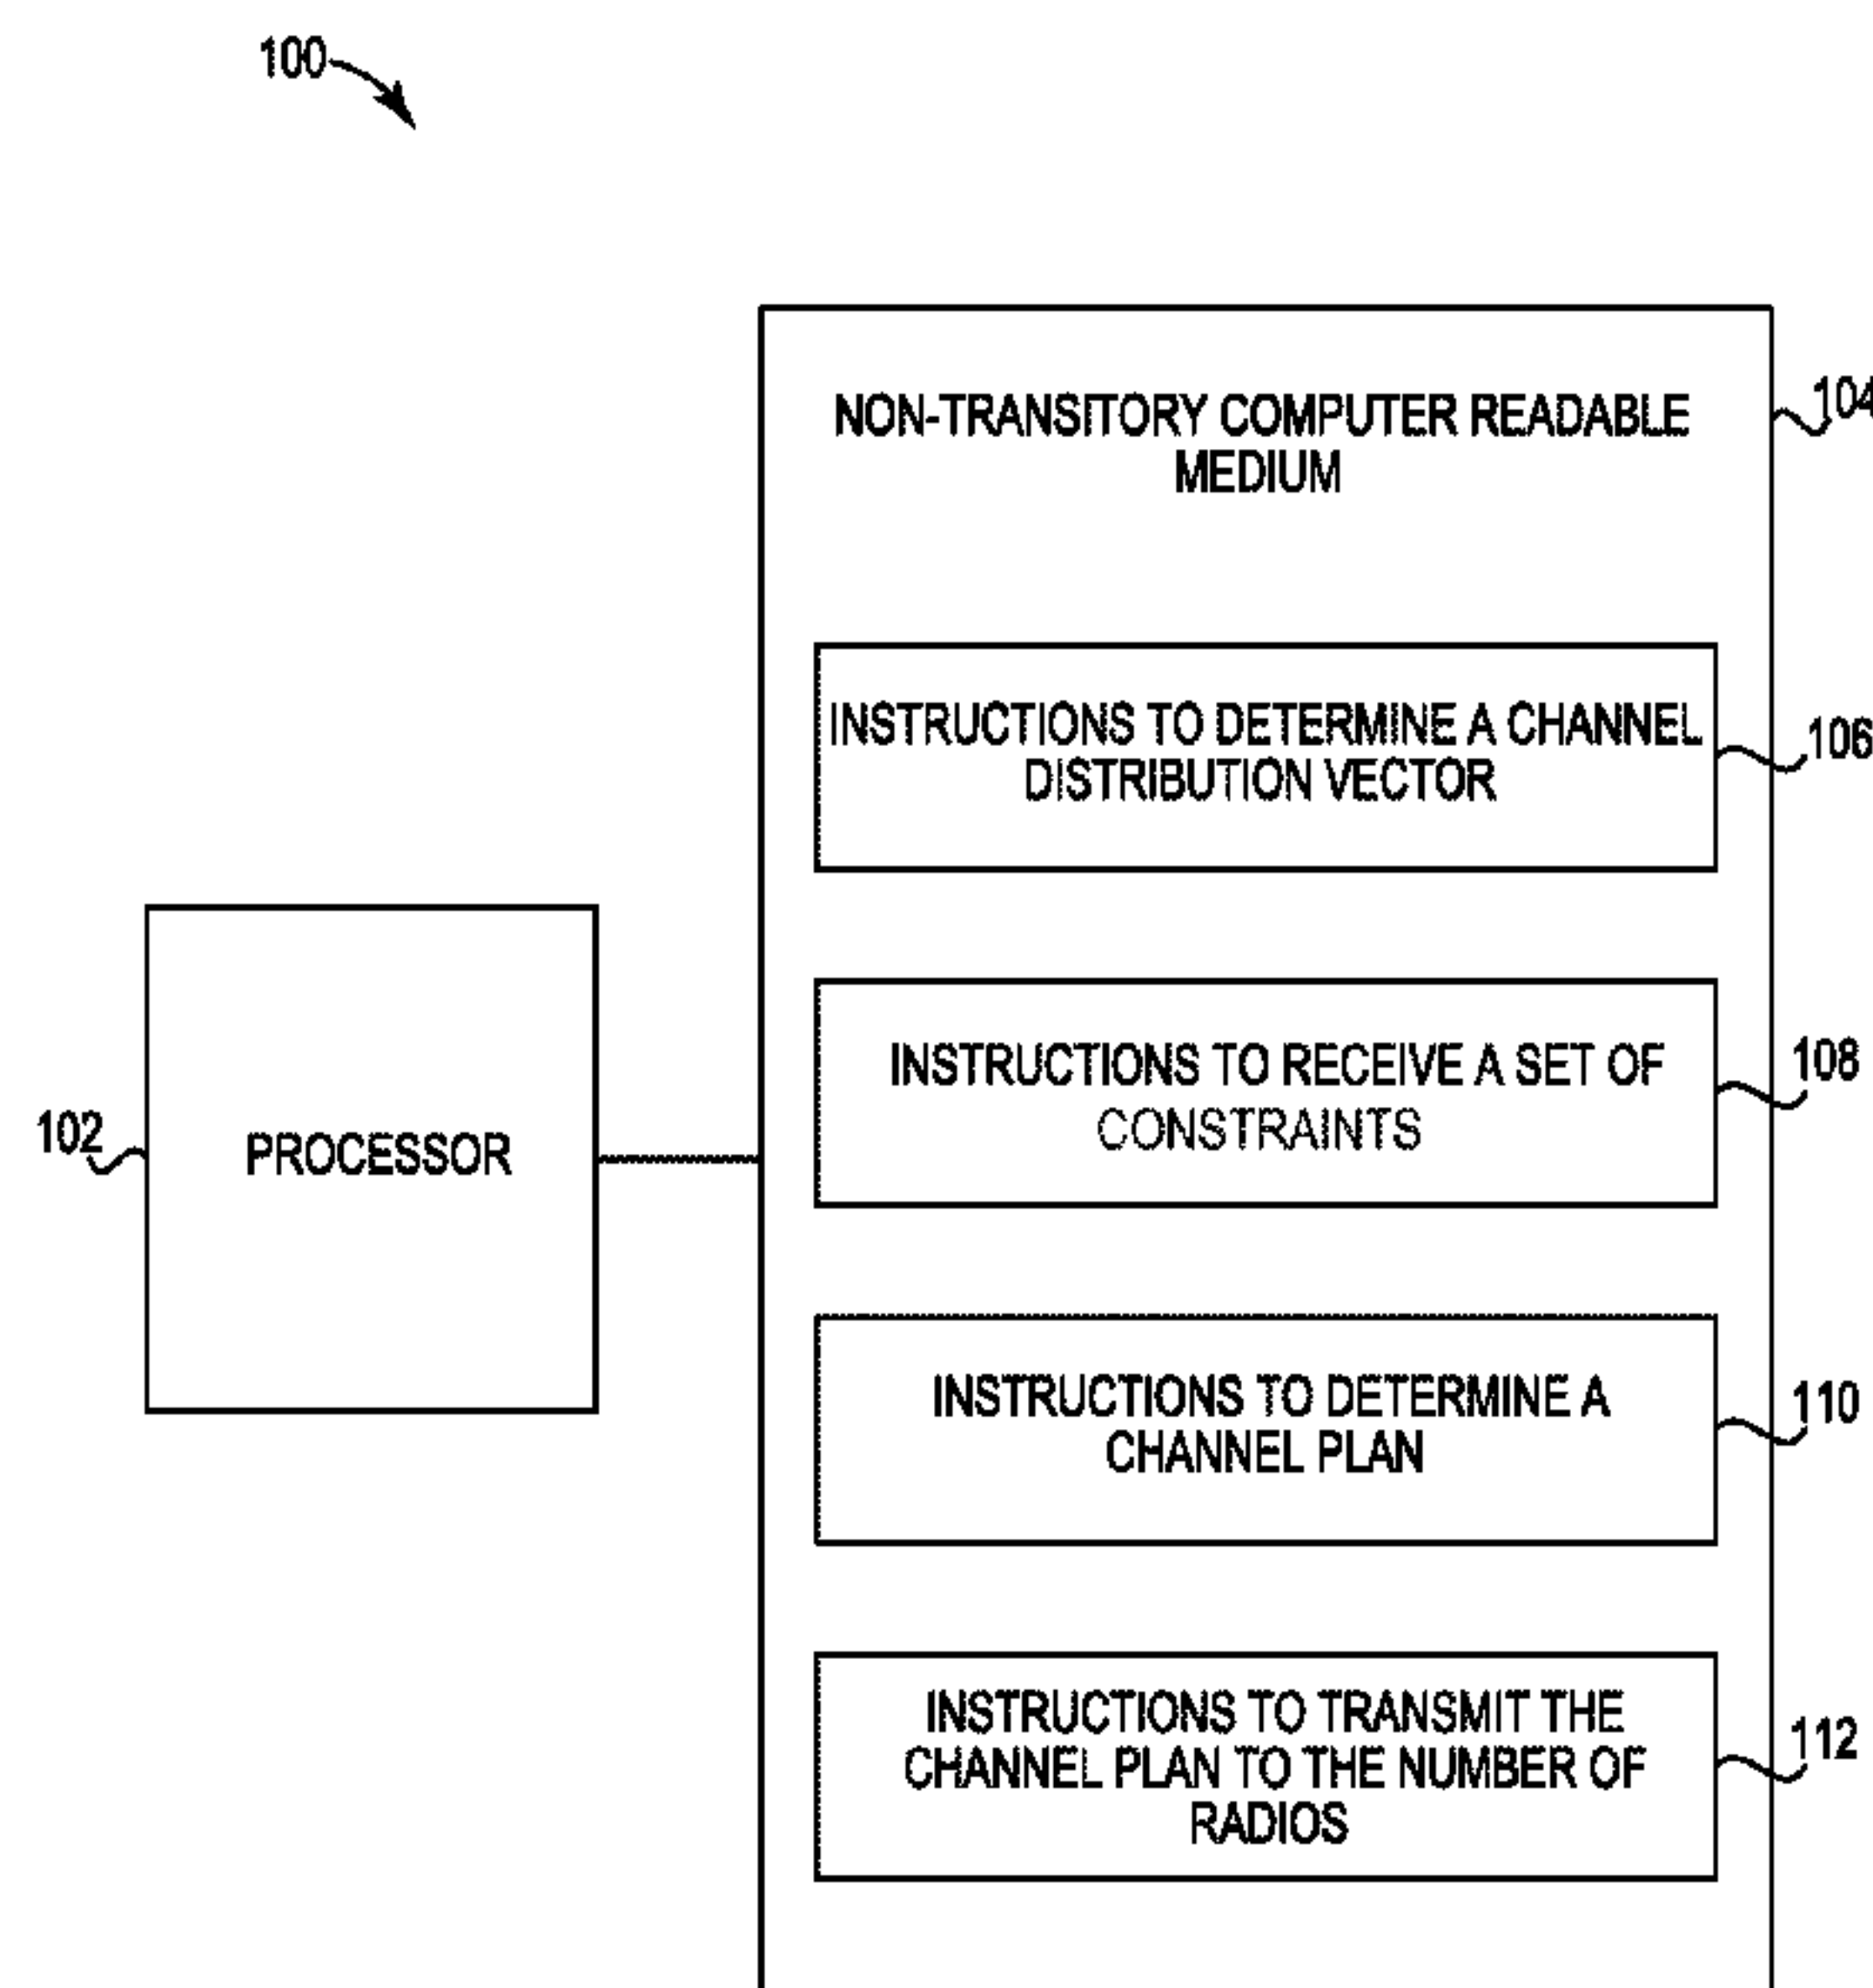 100
NON-TRANSITORY COMPUTER READABLE
MEDIUM
104
INSTRUCTIONS TO DETERMINE A CHANNEL
DISTRIBUTION VECTOR
106
INSTRUCTIONS TO RECEIVE A SET OF
CONSTRAINTS
108
102
PROCESSOR
INSTRUCTIONS TO DETERMINE A
CHANNEL PLAN
110
INSTRUCTIONS TO TRANSMIT THE
CHANNEL PLAN TO THE NUMBER OF
RADIOS
112